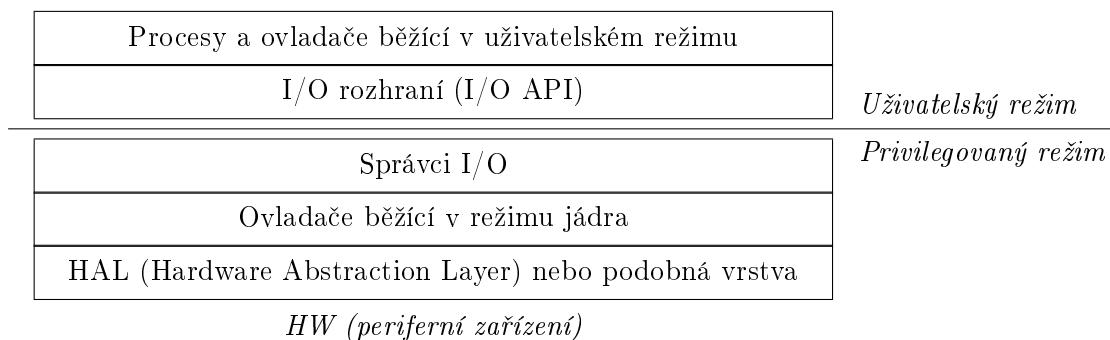 Procesy a ovladače běžící v uživatelském režimu
I/O rozhraní (I/O API)
Uživatelský režim
Privilegovaný režim
Správci I/O
Ovladače běžící v režimu jádra
HAL (Hardware Abstraction Layer) nebo podobná vrstva
HW (periferní zařízení)